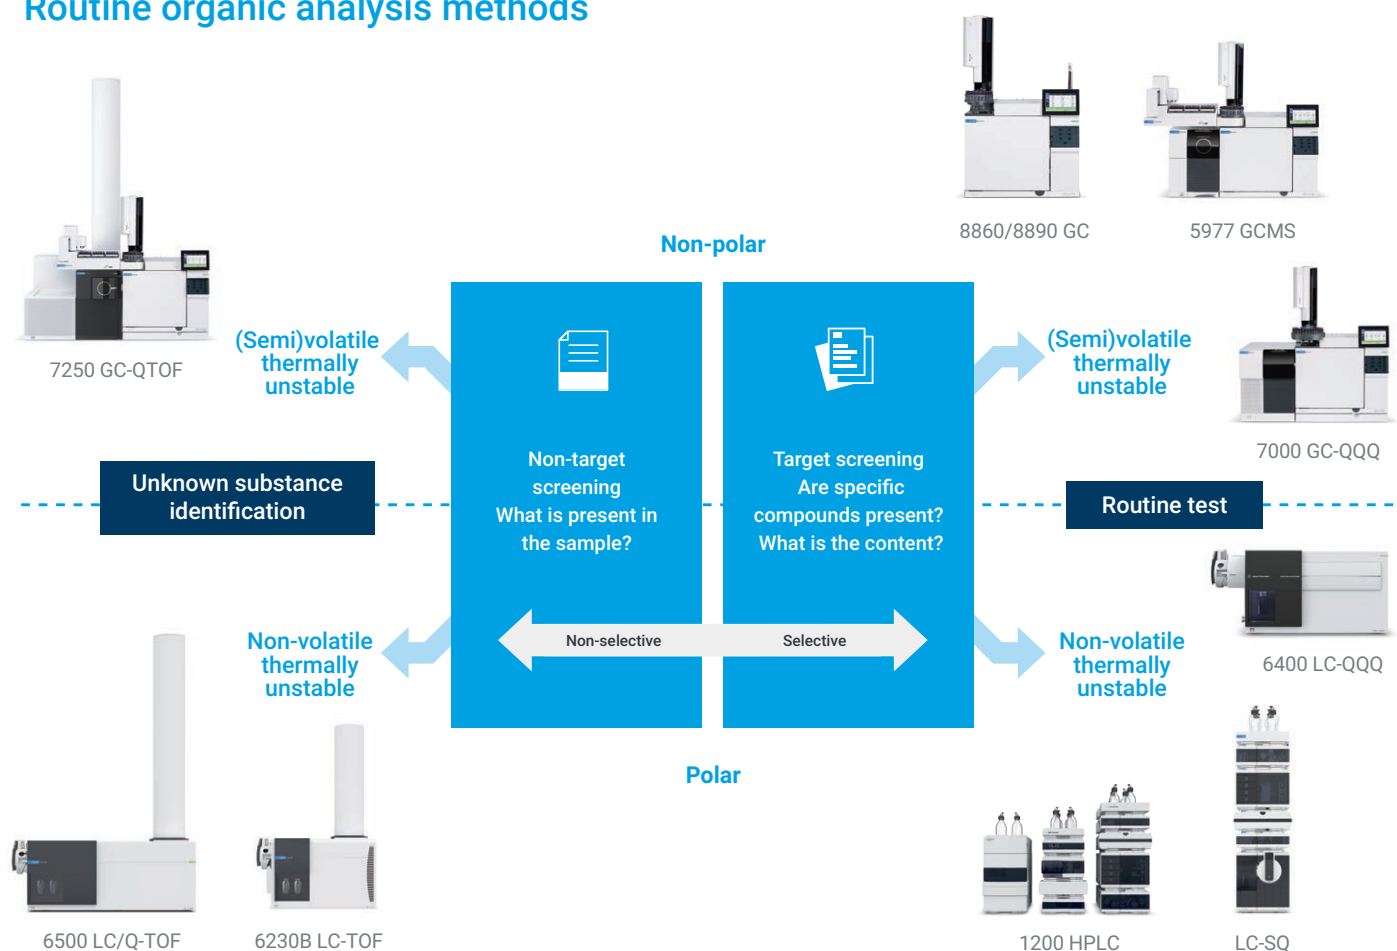 Routine organic analysis methods
8860/8890 GC
5977 GCMS
Non-polar
(Semi)volatile
thermally
unstable
7250 GC-QTOF
(Semi)volatile
thermally
unstable
7000 GC-QQQ
Unknown substance
identification
Non-target
screening
What is present in
the sample?
Target screening
Are specific
compounds present?
What is the content?
Routine test
Non-selective
Selective
Non-volatile
thermally
unstable
Non-volatile
thermally
unstable
6400 LC-QQQ
Polar
6500 LC/Q-TOF
6230B LC-TOF
1200 HPLC
LC-SQ